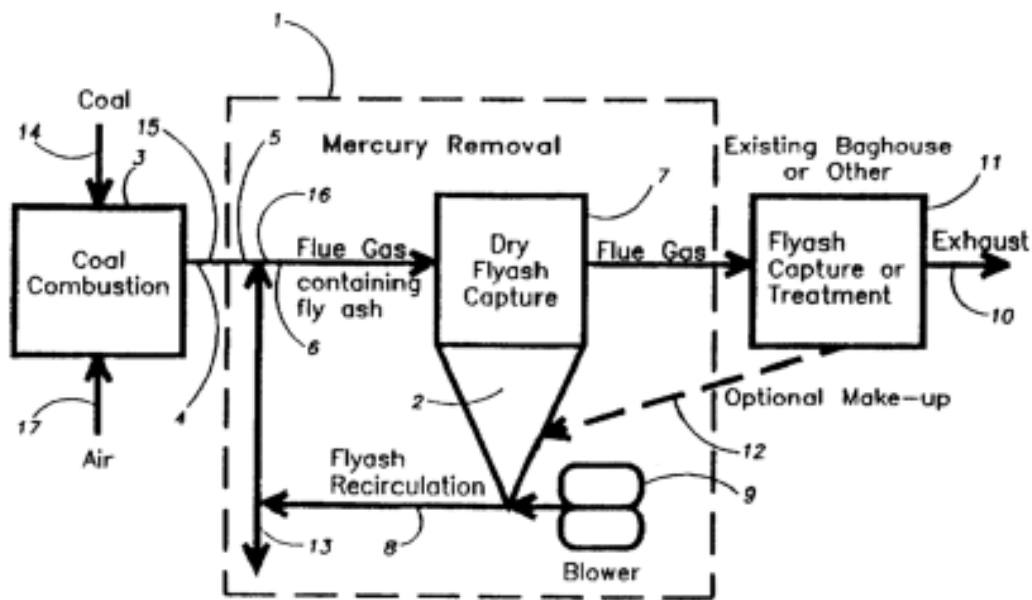 1
Coal
14
15
5
3
Mercury Removal
Existing Baghouse
or Other
16
7
11
Coal
Combustion
Flue Gas
containing
fly ash
Dry
Flyash
Capture
Flue Gas
Flyash
Capture or
Treatment
Exhaust
6
10
4
17
2
Optional Make-up
12
Air
Flyash
Recirculation
9
13
8
Blower